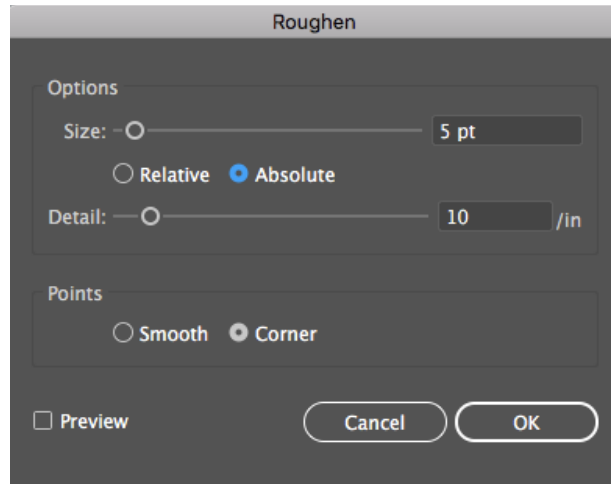 Roughen
Options
Size: 5 pt
Relative Absolute
Detail: 10 /in
Points
Smooth Corner
Preview Cancel OK